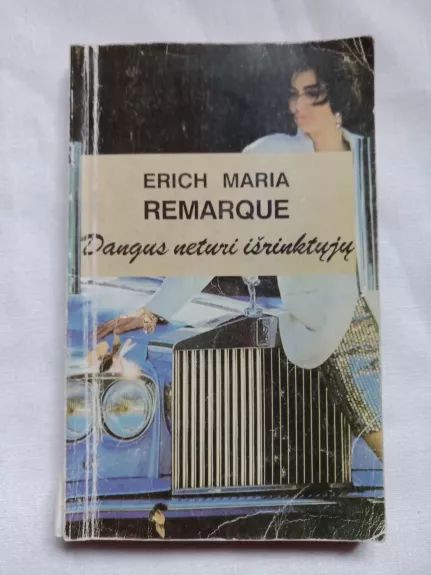 ERICH MARIA
REMARQUE
Dangus neturi išrinktųjų